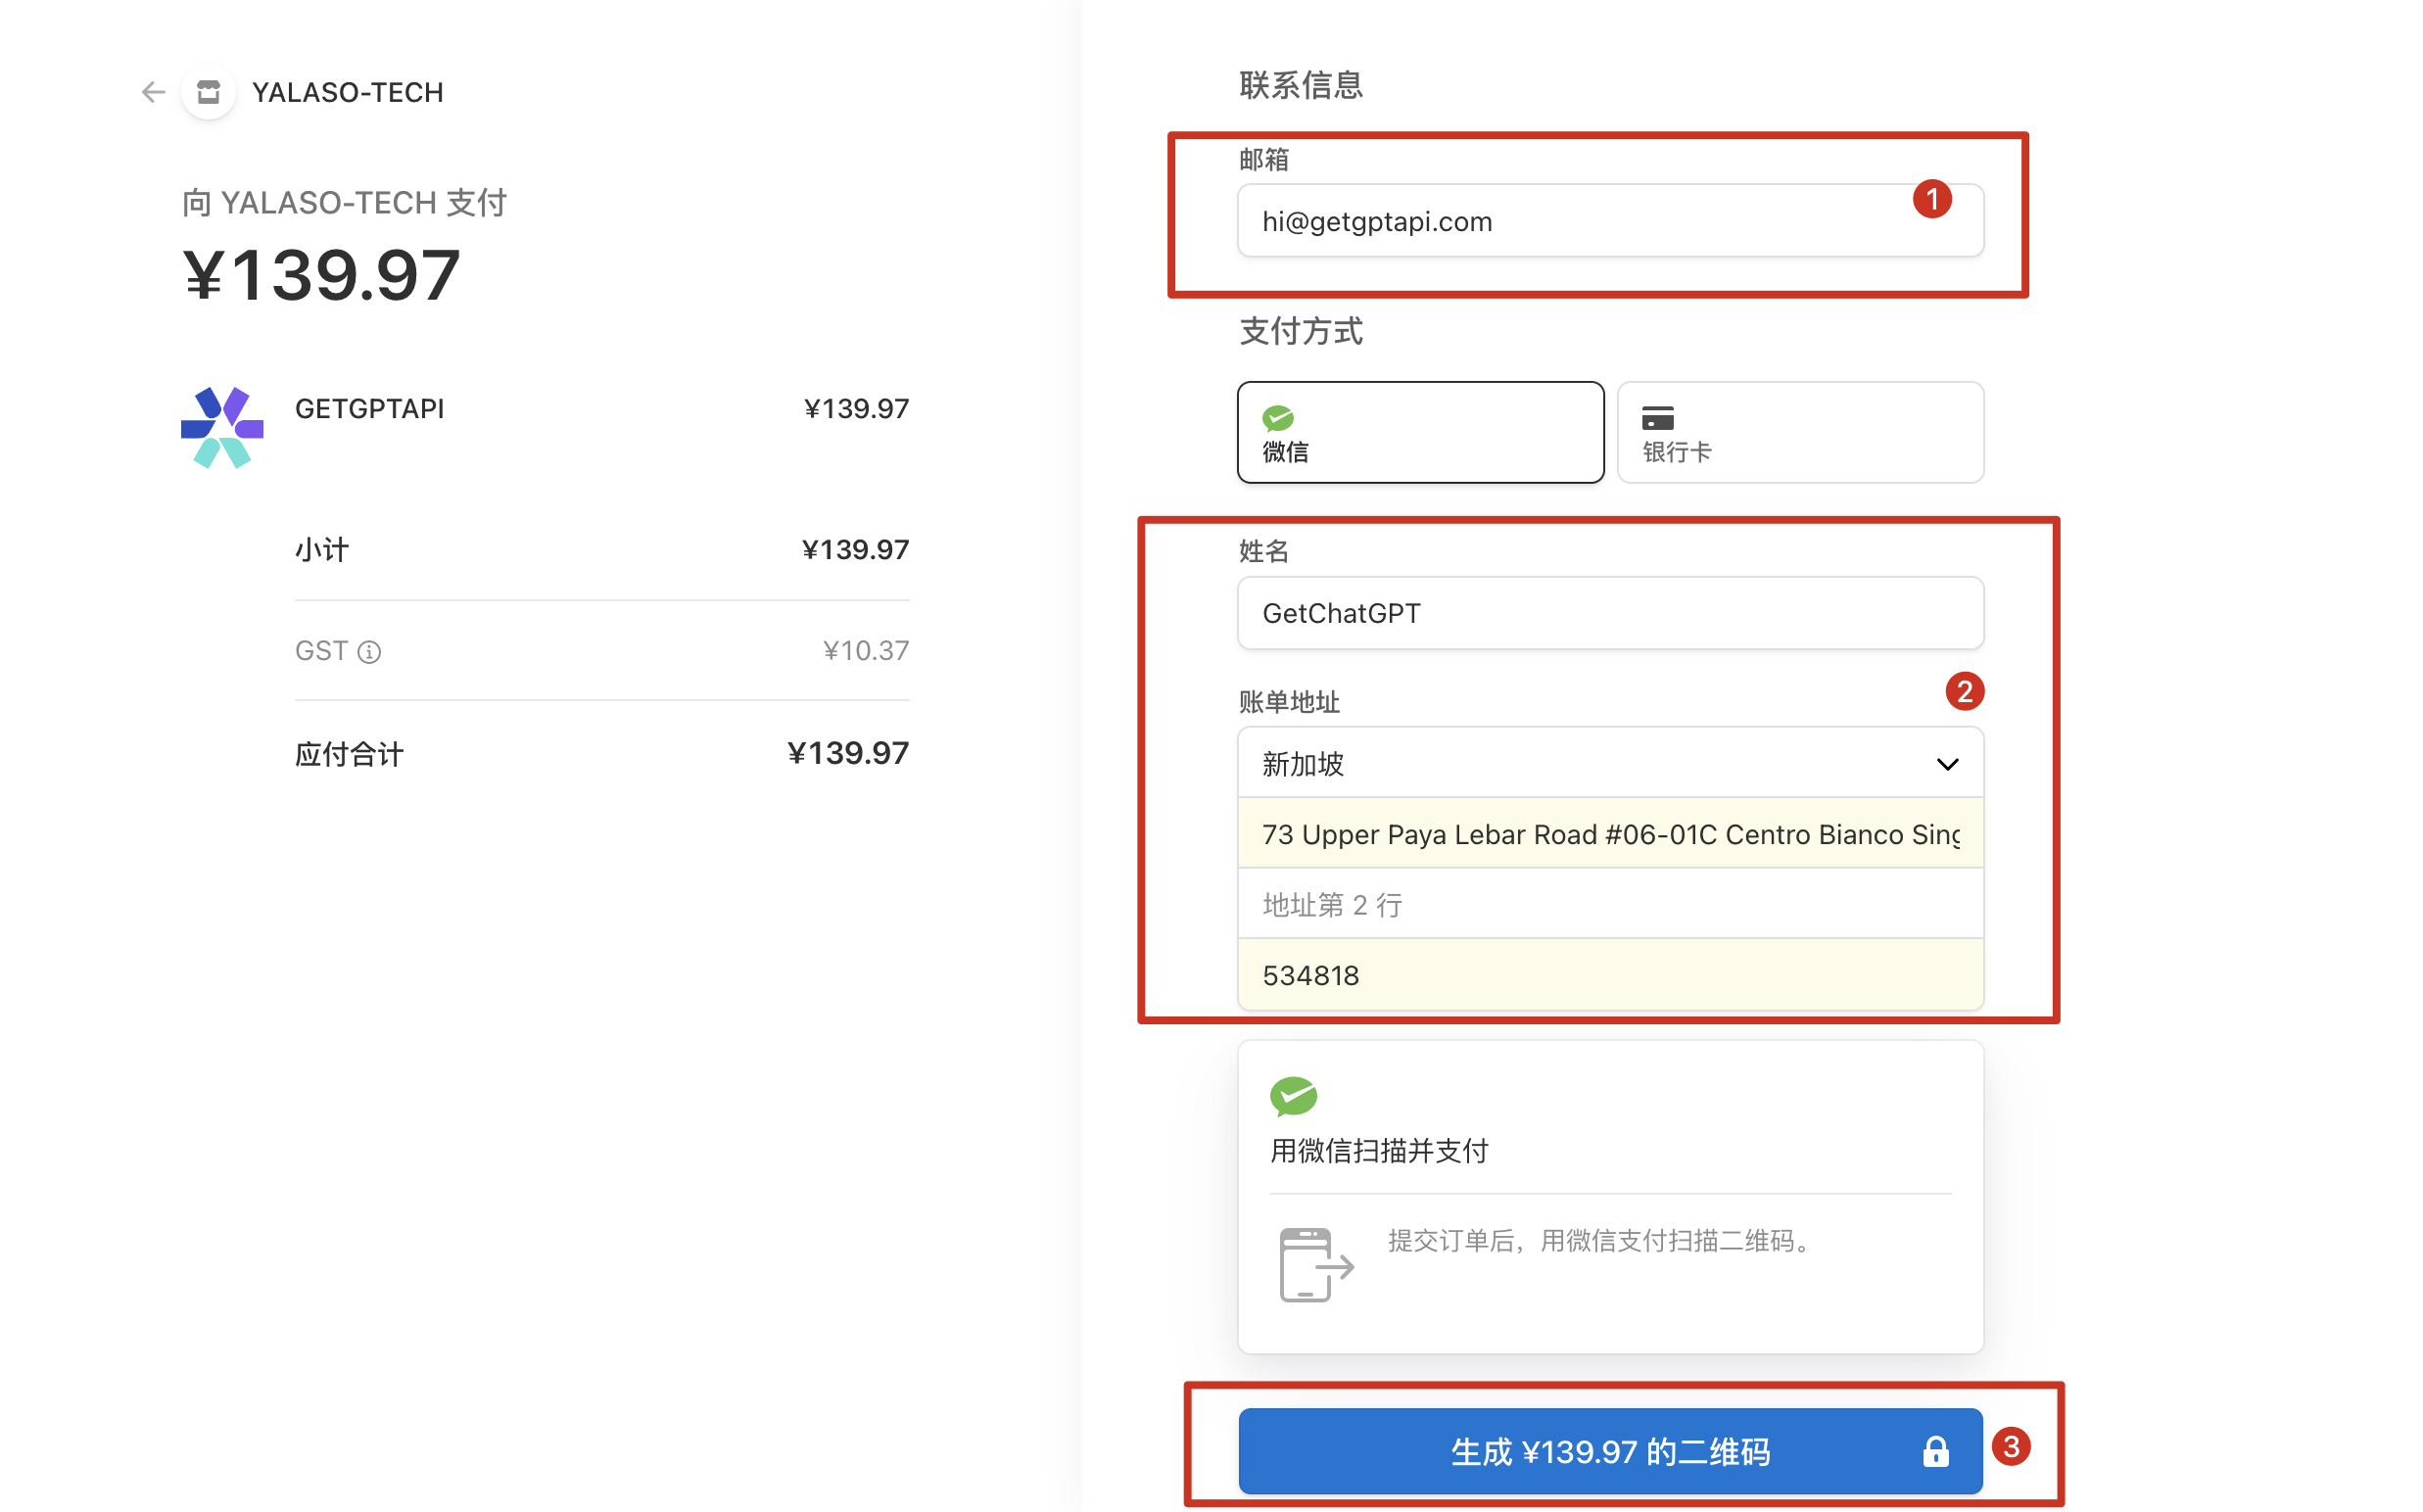 YALASO-TECH
向 YALASO-TECH 支付
¥139.97
GETGPTAPI ¥139.97
小计 ¥139.97
GST ¥10.37
应付合计 ¥139.97
联系信息
邮箱
1
hi@getgptapi.com
支付方式
微信
银行卡
姓名
GetChatGPT
2
账单地址
新加坡
73 Upper Paya Lebar Road #06-01C Centro Bianco Sing
地址第 2 行
534818
用微信扫描并支付
提交订单后，用微信支付扫描二维码。
生成 ¥139.97 的二维码
3